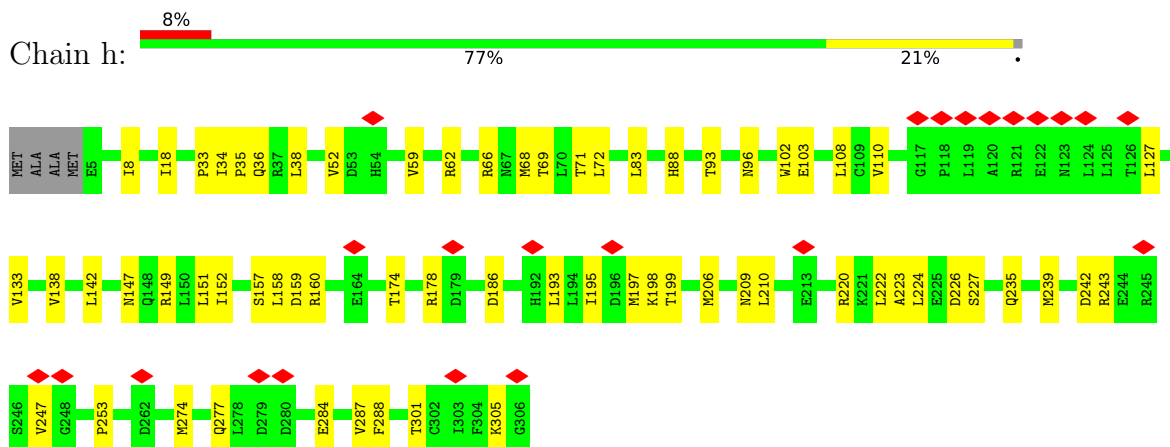 8%
Chain h:
77% 21% •
MET ALA ALA MET E5 I8 I18 P33 I34 P35 Q36 R37 L38 V52 D53 H54 V59 R62 R66 N67 M68 T69 L70 T71 L72 L83 H88 T93 N96 W102 E103 L108 C109 V110 G117 P118 L119 A120 R121 E122 N123 L124 L125 T126 L127
V133 V138 L142 N147 Q148 R149 L150 L151 I152 S157 L158 D159 R160 E164 T174 R178 D179 D186 H192 L193 L194 I195 D196 M197 K198 T199 M206 N209 L210 E213 R220 K221 L222 A223 L224 E225 D226 S227 Q235 M239 D242 R243 E244 R245
S246 V247 G248 P253 D262 M274 Q277 L278 D279 D280 E284 V287 F288 T301 C302 I303 F304 K305 G306